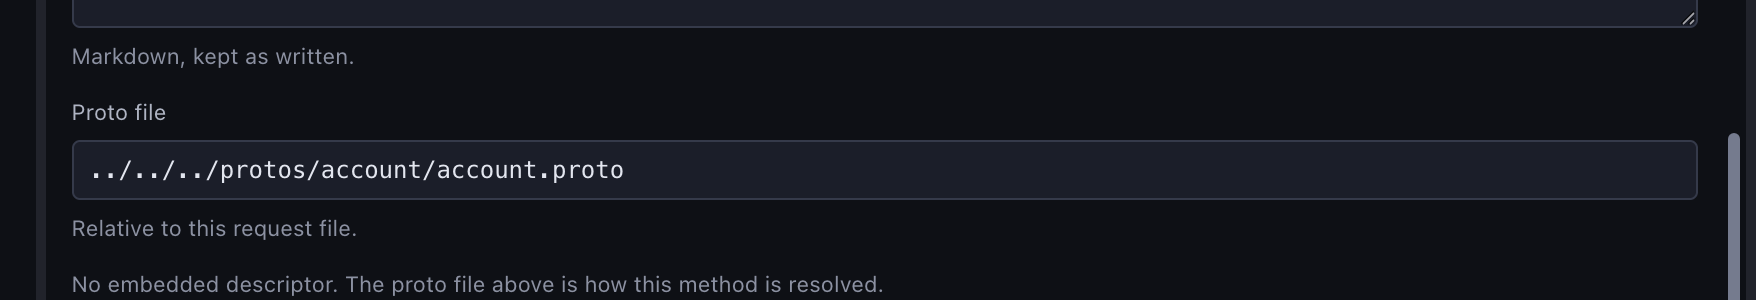 Markdown, kept as written.
Proto file
../../../protos/account/account.proto
Relative to this request file.
No embedded descriptor. The proto file above is how this method is resolved.